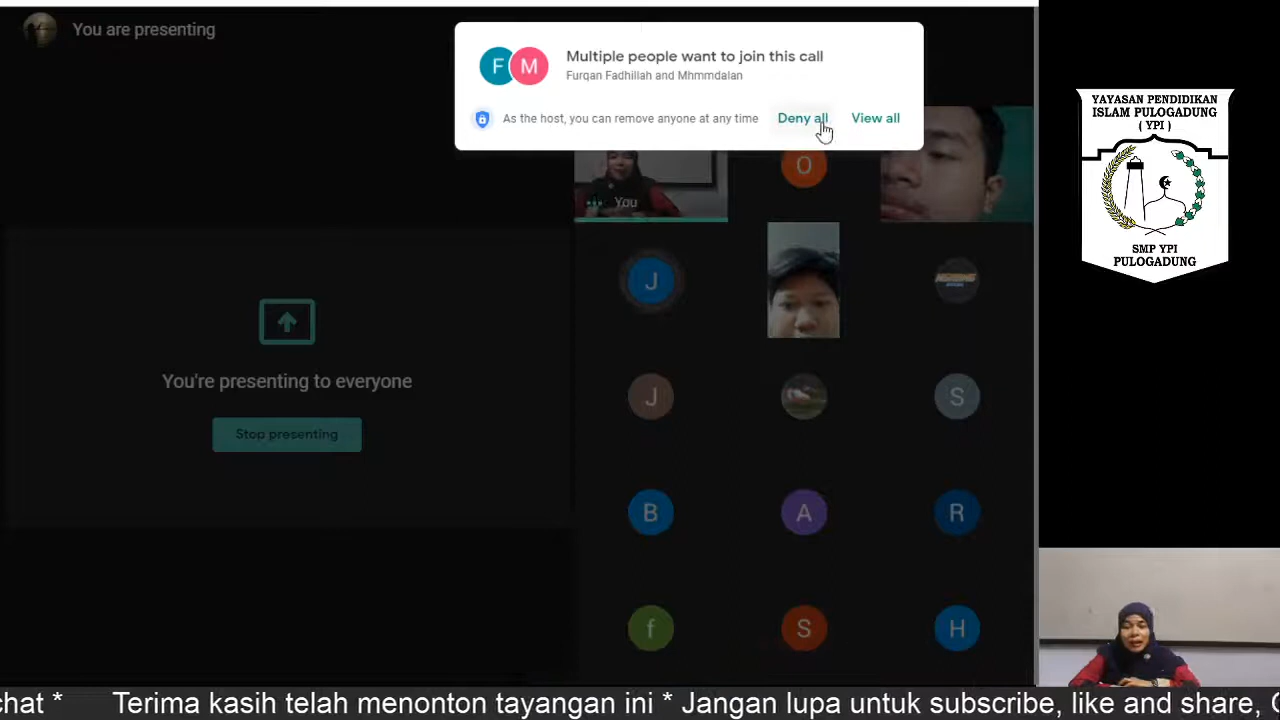 You are presenting
F M
Multiple people want to join this call
Furqan Fadhillah and Mhmmdalan
As the host, you can remove anyone at any time
Deny all
View all
You
O
J
You're presenting to everyone
Stop presenting
J
S
B
A
R
f
S
H
YAYASAN PENDIDIKAN
ISLAM PULOGADUNG
( YPI )
SMP YPI
PULOGADUNG
chat * Terima kasih telah menonton tayangan ini * Jangan lupa untuk subscribe, like and share,